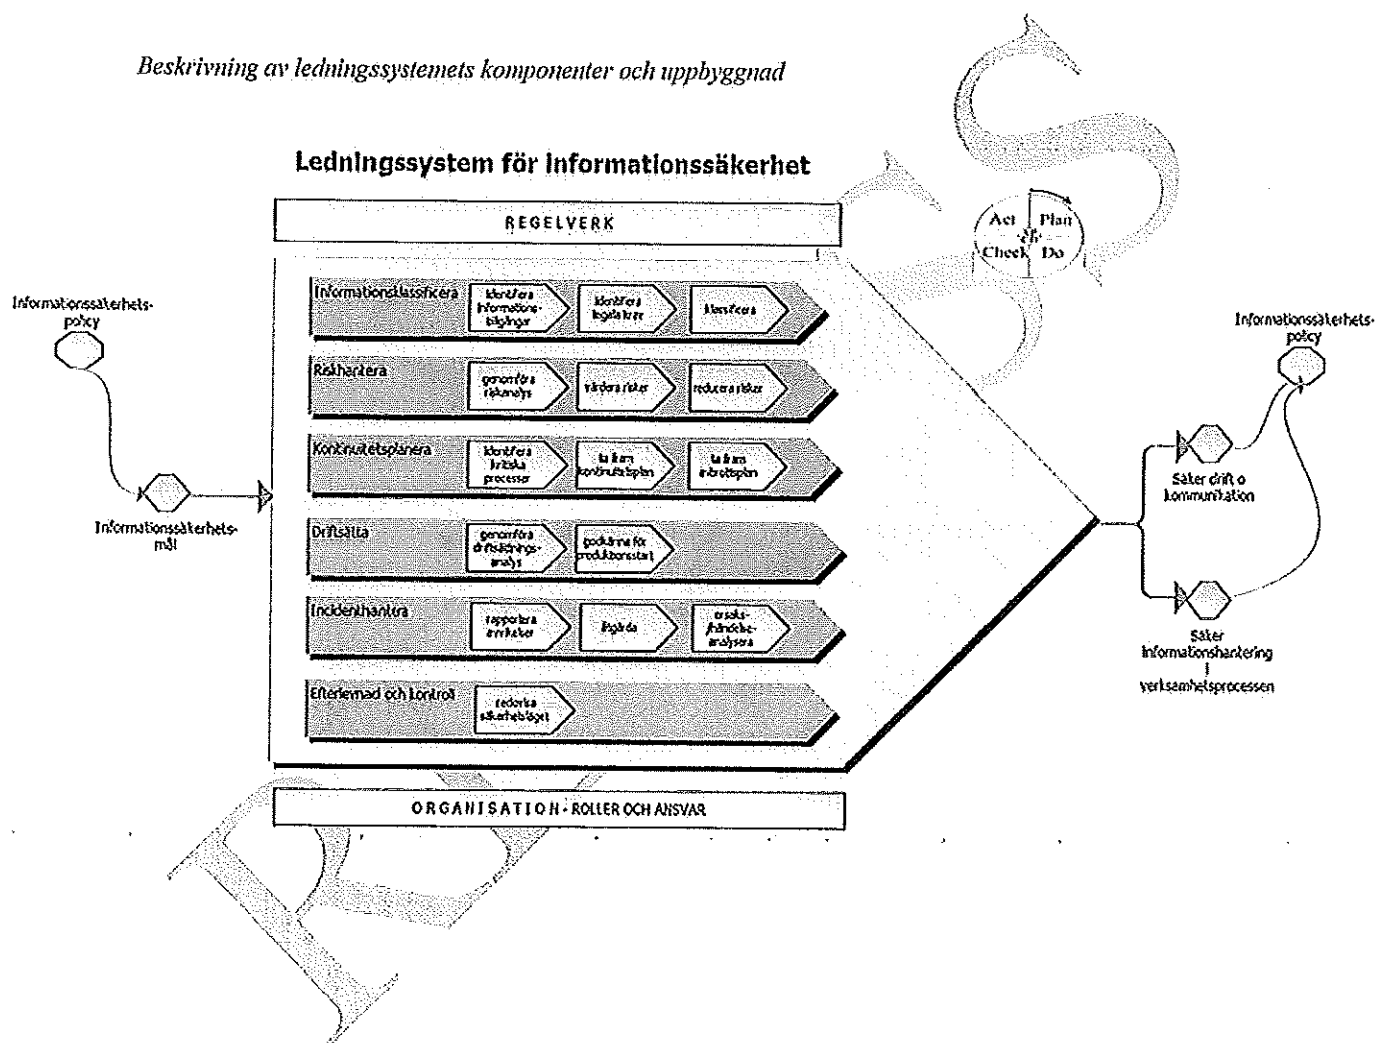 Beskrivning av ledningssystemets komponenter och uppbyggnad
Ledningssystem för informationssäkerhet
REGELVERK
Act
Plan
Check
Do
Informationssäkerhets-
policy
Informationssäkerhets-
mål
Informationsklassificera
identifiera
informations-
tillgångar
identifiera
legala krav
klassificera
Riskhantera
genomföra
riskanalys
värdera risker
reducera risker
Kontinuitetsplanera
identifiera
kritiska
processer
ta fram
kontinuitetsplan
ta fram
avbrottsplan
Driftsätta
genomföra
driftsättnings-
analys
godkänna för
produktionsstart
Incidenthantera
rapportera
avvikelser
åtgärda
orsaks-
/händelse-
analysera
Efterlevnad och kontroll
redovisa
säkerhetsläget
ORGANISATION - ROLLER OCH ANSVAR
Informationssäkerhets-
policy
Säker drift o
kommunikation
Säker
informationshantering
i
verksamhetsprocessen